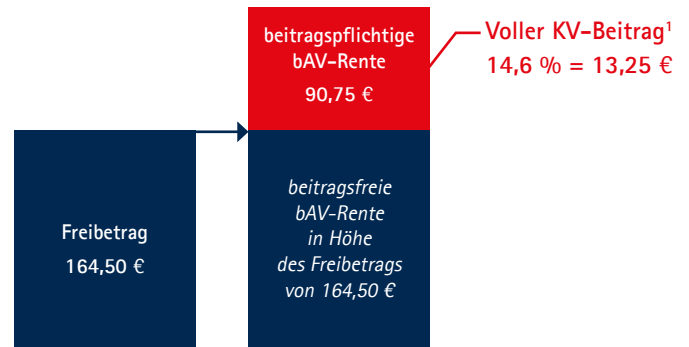 beitragspflichtige
bAV-Rente
90,75 €
Voller KV-Beitrag¹
14,6 % = 13,25 €
Freibetrag
164,50 €
beitragsfreie
bAV-Rente
in Höhe
des Freibetrags
von 164,50 €